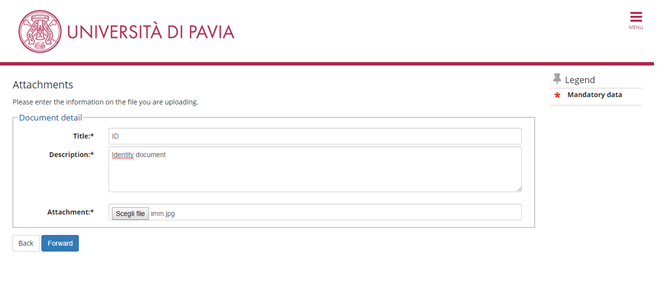 UNIVERSITÀ DI PAVIA
MENU
Attachments
Please enter the information on the file you are uploading.
Document detail
Title:* ID
Description:* Identity document
Attachment:* Scegli file imm.jpg
Back Forward
Legend
* Mandatory data